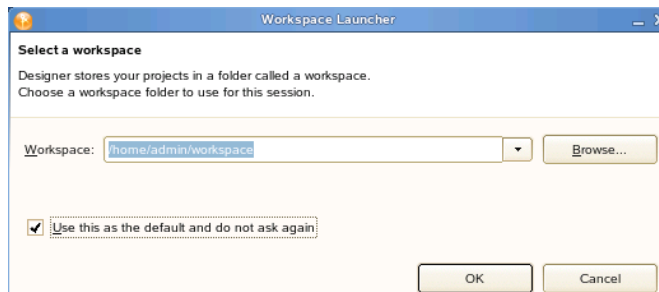 Workspace Launcher
Select a workspace
Designer stores your projects in a folder called a workspace.
Choose a workspace folder to use for this session.
Workspace: /home/admin/workspace Browse...
Use this as the default and do not ask again
OK Cancel